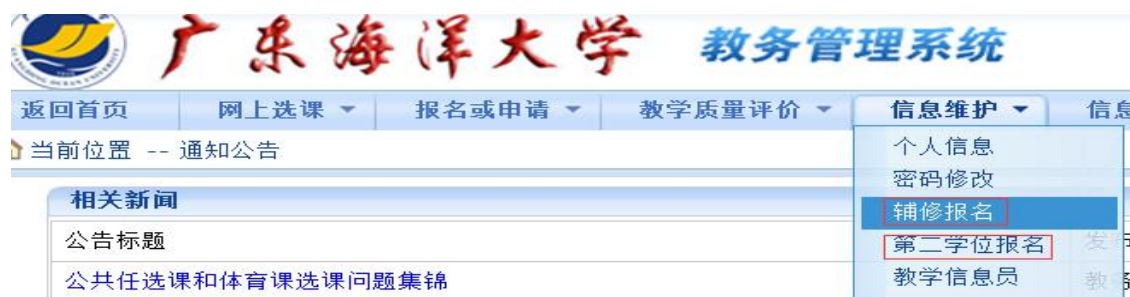 广东海洋大学 教务管理系统
返回首页 网上选课 报名或申请 教学质量评价 信息维护 信息
当前位置 -- 通知公告
个人信息
密码修改
相关新闻
辅修报名
公告标题
第二学位报名
公共任选课和体育课选课问题集锦
教学信息员